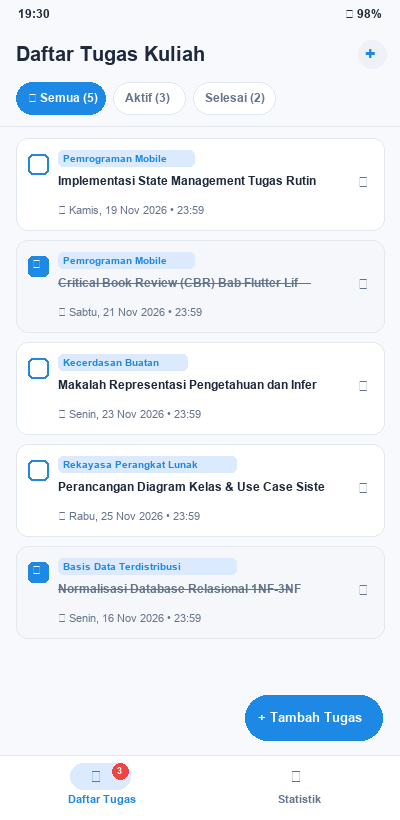 19:30 98%
Daftar Tugas Kuliah +
Semua (5) Aktif (3) Selesai (2)
Pemrograman Mobile
Implementasi State Management Tugas Rutin
Kamis, 19 Nov 2026 • 23:59
Pemrograman Mobile
Critical Book Review (CBR) Bab Flutter Lif
Sabtu, 21 Nov 2026 • 23:59
Kecerdasan Buatan
Makalah Representasi Pengetahuan dan Infer
Senin, 23 Nov 2026 • 23:59
Rekayasa Perangkat Lunak
Perancangan Diagram Kelas & Use Case Siste
Rabu, 25 Nov 2026 • 23:59
Basis Data Terdistribusi
Normalisasi Database Relasional 1NF-3NF
Senin, 16 Nov 2026 • 23:59
+ Tambah Tugas
3
Daftar Tugas Statistik